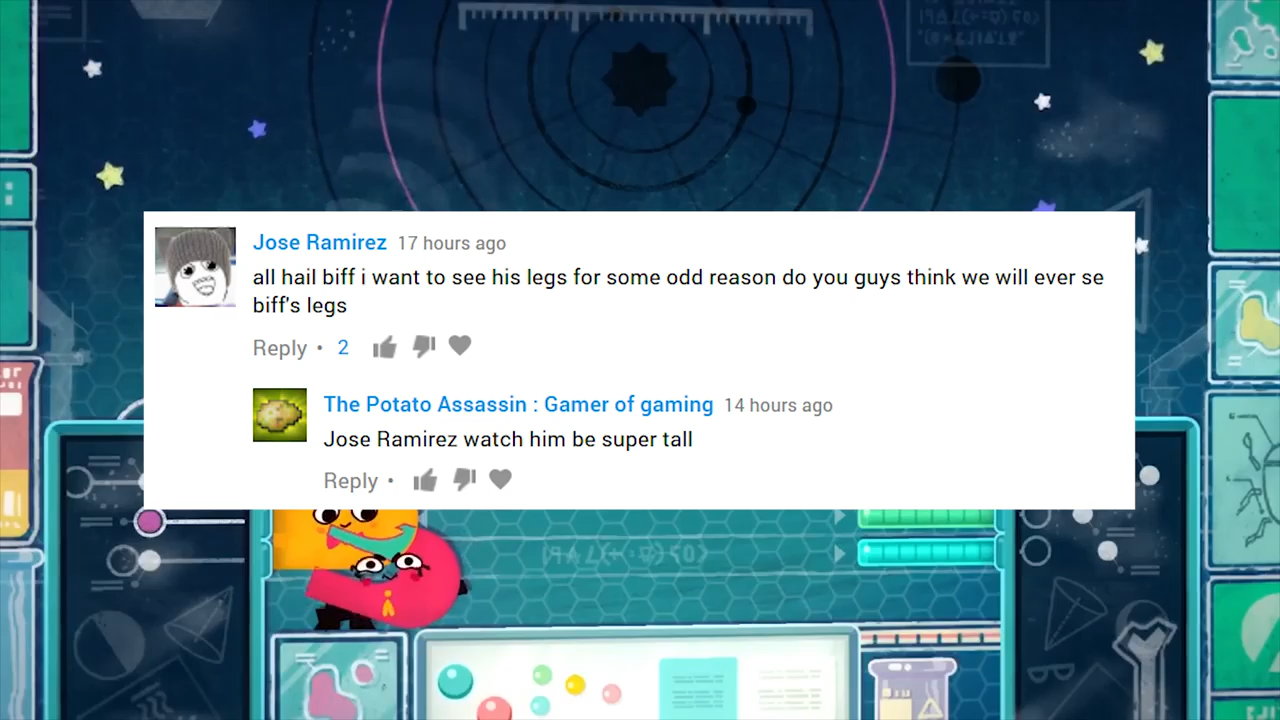 Jose Ramirez 17 hours ago
all hail biff i want to see his legs for some odd reason do you guys think we will ever se
biff's legs
Reply • 2
The Potato Assassin : Gamer of gaming 14 hours ago
Jose Ramirez watch him be super tall
Reply •